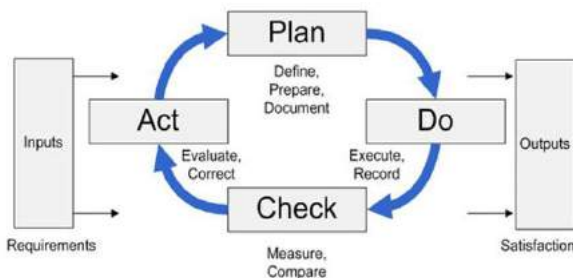 Plan
Define,
Prepare,
Document
Inputs
Act
Do
Outputs
Evaluate,
Correct
Execute,
Record
Check
Requirements
Satisfaction
Measure,
Compare